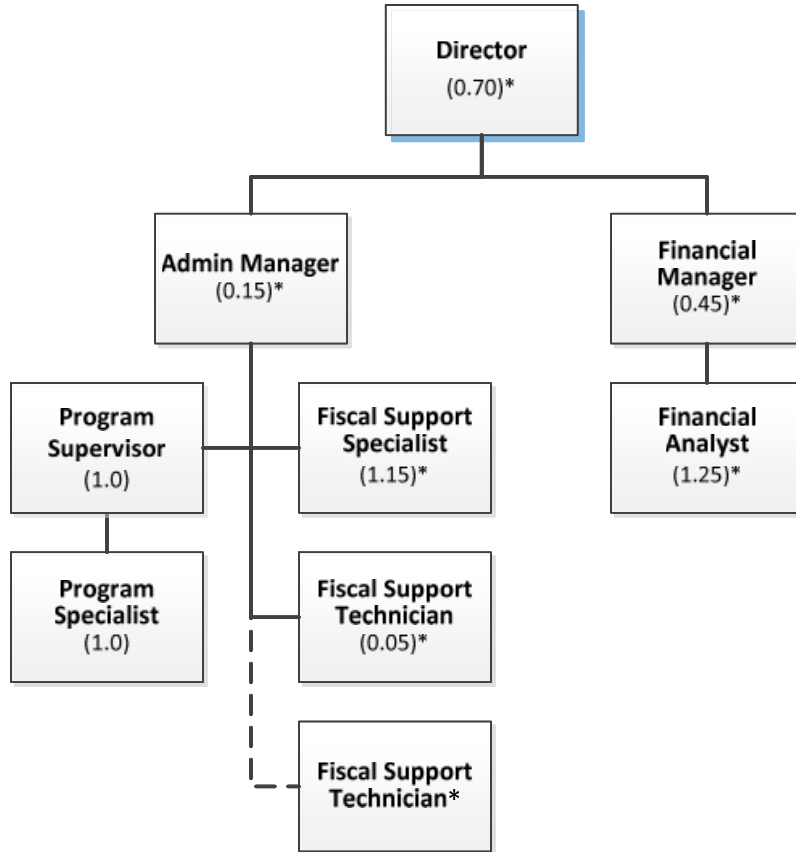 Director
(0.70)*
Admin Manager
(0.15)*
Financial
Manager
(0.45)*
Program
Supervisor
(1.0)
Fiscal Support
Specialist
(1.15)*
Financial
Analyst
(1.25)*
Program
Specialist
(1.0)
Fiscal Support
Technician
(0.05)*
Fiscal Support
Technician*